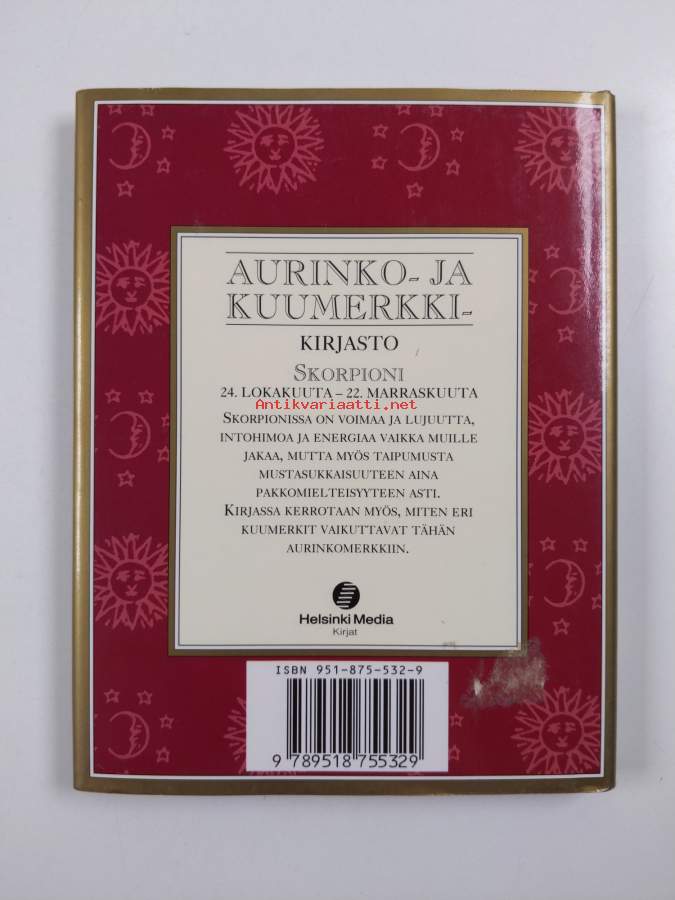 AURINKO- JA
KUUMERKKI-
KIRJASTO
SKORPIONI
24. LOKAKUUTA – 22. MARRASKUUTA
Antikvariaatti.net
SKORPIONISSA ON VOIMAA JA LUJUUTTA,
INTOHIMOA JA ENERGIAA VAIKKA MUILLE
JAKAA, MUTTA MYÖS TAIPUMUSTA
MUSTASUKKAISUUTEEN AINA
PAKKOMIELTEISYYTEEN ASTI.
KIRJASSA KERROTAAN MYÖS, MITEN ERI
KUUMERKIT VAIKUTTAVAT TÄHÄN
AURINKOMERKKIIN.
Helsinki Media
Kirjat
ISBN 951-875-532-9
9 789518 755329